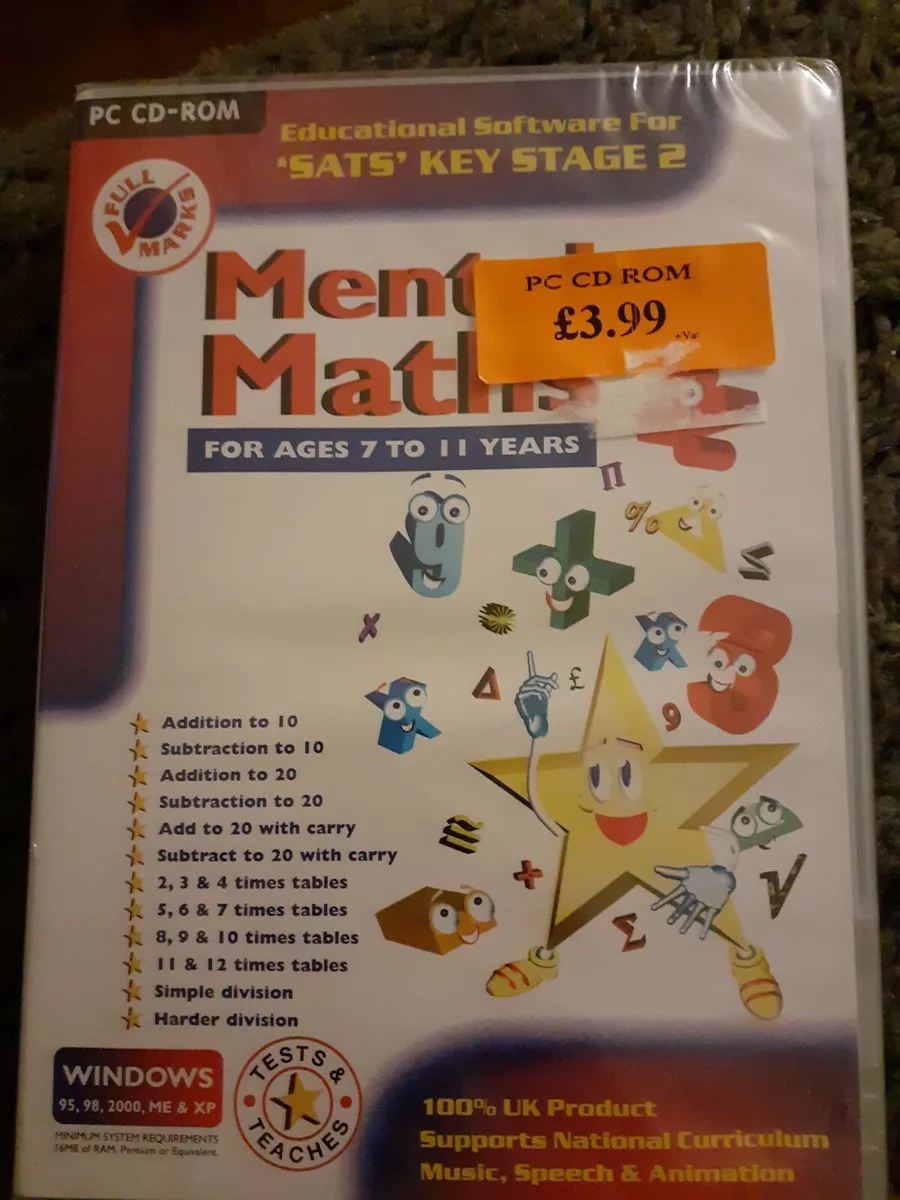 PC CD-ROM
Educational Software For
'SATS' KEY STAGE 2
FULL MARKS
Mental
Maths
PC CD ROM
£3.99
+Vat
FOR AGES 7 TO 11 YEARS
Addition to 10
Subtraction to 10
Addition to 20
Subtraction to 20
Add to 20 with carry
Subtract to 20 with carry
2, 3 & 4 times tables
5, 6 & 7 times tables
8, 9 & 10 times tables
11 & 12 times tables
Simple division
Harder division
WINDOWS
95, 98, 2000, ME & XP
MINIMUM SYSTEM REQUIREMENTS
16MB of RAM, Pentium or Equivalent.
TESTS &
TEACHES
100% UK Product
Supports National Curriculum
Music, Speech & Animation